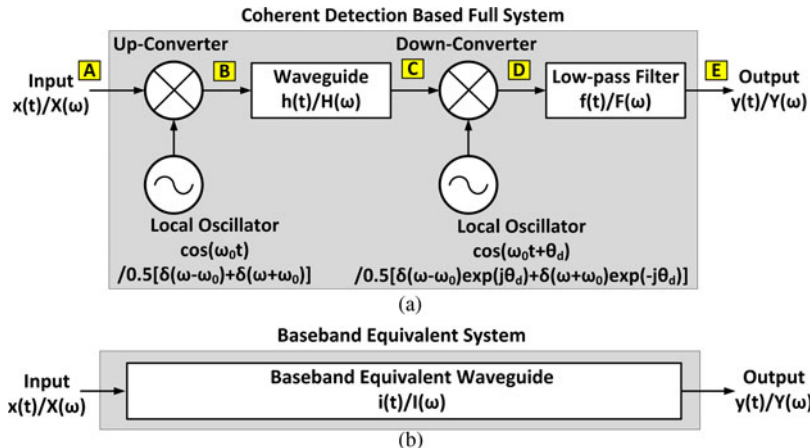 Coherent Detection Based Full System
Up-Converter
Down-Converter
Input
x(t)/X(ω)
A
B
Waveguide
h(t)/H(ω)
C
D
Low-pass Filter
f(t)/F(ω)
E
Output
y(t)/Y(ω)
Local Oscillator
cos(ω₀t)
/0.5[δ(ω-ω₀)+δ(ω+ω₀)]
Local Oscillator
cos(ω₀t+θd)
/0.5[δ(ω-ω₀)exp(jθd)+δ(ω+ω₀)exp(-jθd)]
(a)
Baseband Equivalent System
Input
x(t)/X(ω)
Baseband Equivalent Waveguide
i(t)/I(ω)
Output
y(t)/Y(ω)
(b)